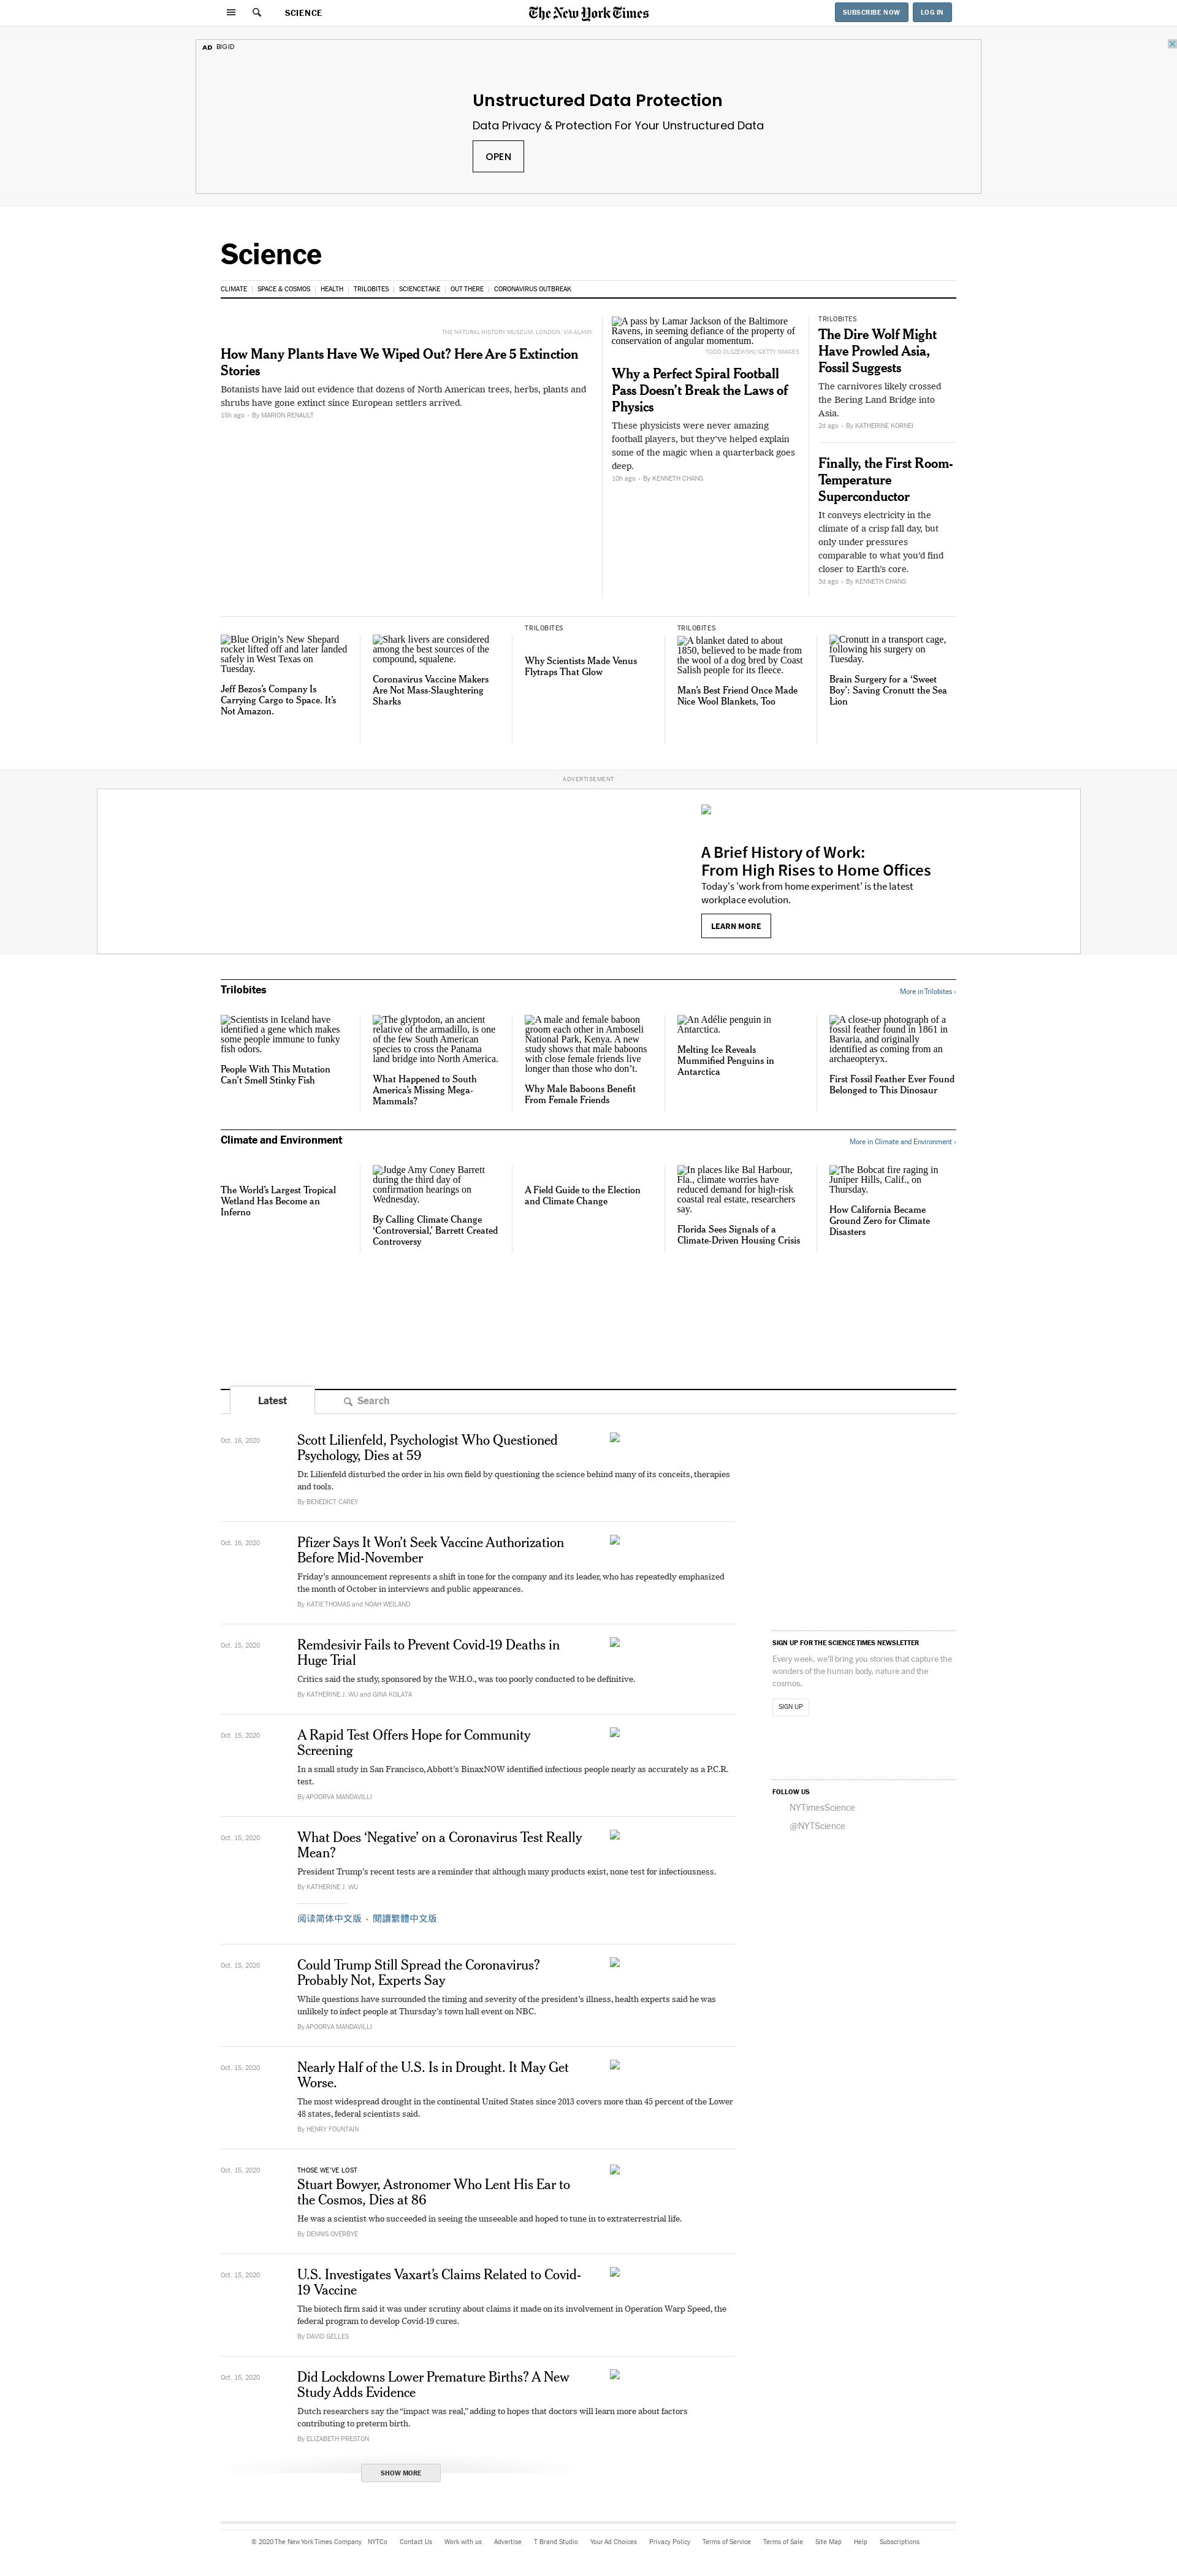 SCIENCE
The New York Times
SUBSCRIBE NOW
LOG IN
AD BIGID
Unstructured Data Protection
Data Privacy & Protection For Your Unstructured Data
OPEN
Science
CLIMATE | SPACE & COSMOS | HEALTH | TRILOBITES | SCIENCETAKE | OUT THERE | CORONAVIRUS OUTBREAK
THE NATURAL HISTORY MUSEUM, LONDON, VIA ALAMY
How Many Plants Have We Wiped Out? Here Are 5 Extinction
Stories
Botanists have laid out evidence that dozens of North American trees, herbs, plants and
shrubs have gone extinct since European settlers arrived.
15h ago • By MARION RENAULT
A pass by Lamar Jackson of the Baltimore
Ravens, in seeming defiance of the property of
conservation of angular momentum.
TODD OLSZEWSKI/GETTY IMAGES
Why a Perfect Spiral Football
Pass Doesn’t Break the Laws of
Physics
These physicists were never amazing
football players, but they’ve helped explain
some of the magic when a quarterback goes
deep.
10h ago • By KENNETH CHANG
TRILOBITES
The Dire Wolf Might
Have Prowled Asia,
Fossil Suggests
The carnivores likely crossed
the Bering Land Bridge into
Asia.
2d ago • By KATHERINE KORNEI
Finally, the First Room-
Temperature
Superconductor
It conveys electricity in the
climate of a crisp fall day, but
only under pressures
comparable to what you’d find
closer to Earth’s core.
3d ago • By KENNETH CHANG
Blue Origin’s New Shepard
rocket lifted off and later landed
safely in West Texas on
Tuesday.
Jeff Bezos’s Company Is
Carrying Cargo to Space. It’s
Not Amazon.
Shark livers are considered
among the best sources of the
compound, squalene.
Coronavirus Vaccine Makers
Are Not Mass-Slaughtering
Sharks
TRILOBITES
Why Scientists Made Venus
Flytraps That Glow
TRILOBITES
A blanket dated to about
1850, believed to be made from
the wool of a dog bred by Coast
Salish people for its fleece.
Man’s Best Friend Once Made
Nice Wool Blankets, Too
Cronutt in a transport cage,
following his surgery on
Tuesday.
Brain Surgery for a ‘Sweet
Boy’: Saving Cronutt the Sea
Lion
ADVERTISEMENT
A Brief History of Work:
From High Rises to Home Offices
Today's 'work from home experiment' is the latest
workplace evolution.
LEARN MORE
Trilobites
More in Trilobites ›
Scientists in Iceland have
identified a gene which makes
some people immune to funky
fish odors.
People With This Mutation
Can’t Smell Stinky Fish
The glyptodon, an ancient
relative of the armadillo, is one
of the few South American
species to cross the Panama
land bridge into North America.
What Happened to South
America’s Missing Mega-
Mammals?
A male and female baboon
groom each other in Amboseli
National Park, Kenya. A new
study shows that male baboons
with close female friends live
longer than those who don’t.
Why Male Baboons Benefit
From Female Friends
An Adélie penguin in
Antarctica.
Melting Ice Reveals
Mummified Penguins in
Antarctica
A close-up photograph of a
fossil feather found in 1861 in
Bavaria, and originally
identified as coming from an
archaeopteryx.
First Fossil Feather Ever Found
Belonged to This Dinosaur
Climate and Environment
More in Climate and Environment ›
The World’s Largest Tropical
Wetland Has Become an
Inferno
Judge Amy Coney Barrett
during the third day of
confirmation hearings on
Wednesday.
By Calling Climate Change
‘Controversial,’ Barrett Created
Controversy
A Field Guide to the Election
and Climate Change
In places like Bal Harbour,
Fla., climate worries have
reduced demand for high-risk
coastal real estate, researchers
say.
Florida Sees Signals of a
Climate-Driven Housing Crisis
The Bobcat fire raging in
Juniper Hills, Calif., on
Thursday.
How California Became
Ground Zero for Climate
Disasters
Latest
Search
Oct. 16, 2020
Scott Lilienfeld, Psychologist Who Questioned
Psychology, Dies at 59
Dr. Lilienfeld disturbed the order in his own field by questioning the science behind many of its conceits, therapies
and tools.
By BENEDICT CAREY
Oct. 16, 2020
Pfizer Says It Won’t Seek Vaccine Authorization
Before Mid-November
Friday’s announcement represents a shift in tone for the company and its leader, who has repeatedly emphasized
the month of October in interviews and public appearances.
By KATIE THOMAS and NOAH WEILAND
Oct. 15, 2020
Remdesivir Fails to Prevent Covid-19 Deaths in
Huge Trial
Critics said the study, sponsored by the W.H.O., was too poorly conducted to be definitive.
By KATHERINE J. WU and GINA KOLATA
Oct. 15, 2020
A Rapid Test Offers Hope for Community
Screening
In a small study in San Francisco, Abbott’s BinaxNOW identified infectious people nearly as accurately as a P.C.R.
test.
By APOORVA MANDAVILLI
Oct. 15, 2020
What Does ‘Negative’ on a Coronavirus Test Really
Mean?
President Trump’s recent tests are a reminder that although many products exist, none test for infectiousness.
By KATHERINE J. WU
阅读简体中文版 • 閱讀繁體中文版
Oct. 15, 2020
Could Trump Still Spread the Coronavirus?
Probably Not, Experts Say
While questions have surrounded the timing and severity of the president’s illness, health experts said he was
unlikely to infect people at Thursday’s town hall event on NBC.
By APOORVA MANDAVILLI
Oct. 15, 2020
Nearly Half of the U.S. Is in Drought. It May Get
Worse.
The most widespread drought in the continental United States since 2013 covers more than 45 percent of the Lower
48 states, federal scientists said.
By HENRY FOUNTAIN
Oct. 15, 2020
THOSE WE’VE LOST
Stuart Bowyer, Astronomer Who Lent His Ear to
the Cosmos, Dies at 86
He was a scientist who succeeded in seeing the unseeable and hoped to tune in to extraterrestrial life.
By DENNIS OVERBYE
Oct. 15, 2020
U.S. Investigates Vaxart’s Claims Related to Covid-
19 Vaccine
The biotech firm said it was under scrutiny about claims it made on its involvement in Operation Warp Speed, the
federal program to develop Covid-19 cures.
By DAVID GELLES
Oct. 15, 2020
Did Lockdowns Lower Premature Births? A New
Study Adds Evidence
Dutch researchers say the “impact was real,” adding to hopes that doctors will learn more about factors
contributing to preterm birth.
By ELIZABETH PRESTON
SHOW MORE
SIGN UP FOR THE SCIENCE TIMES NEWSLETTER
Every week, we'll bring you stories that capture the
wonders of the human body, nature and the
cosmos.
SIGN UP
FOLLOW US
NYTimesScience
@NYTScience
© 2020 The New York Times Company NYTCo Contact Us Work with us Advertise T Brand Studio Your Ad Choices Privacy Policy Terms of Service Terms of Sale Site Map Help Subscriptions